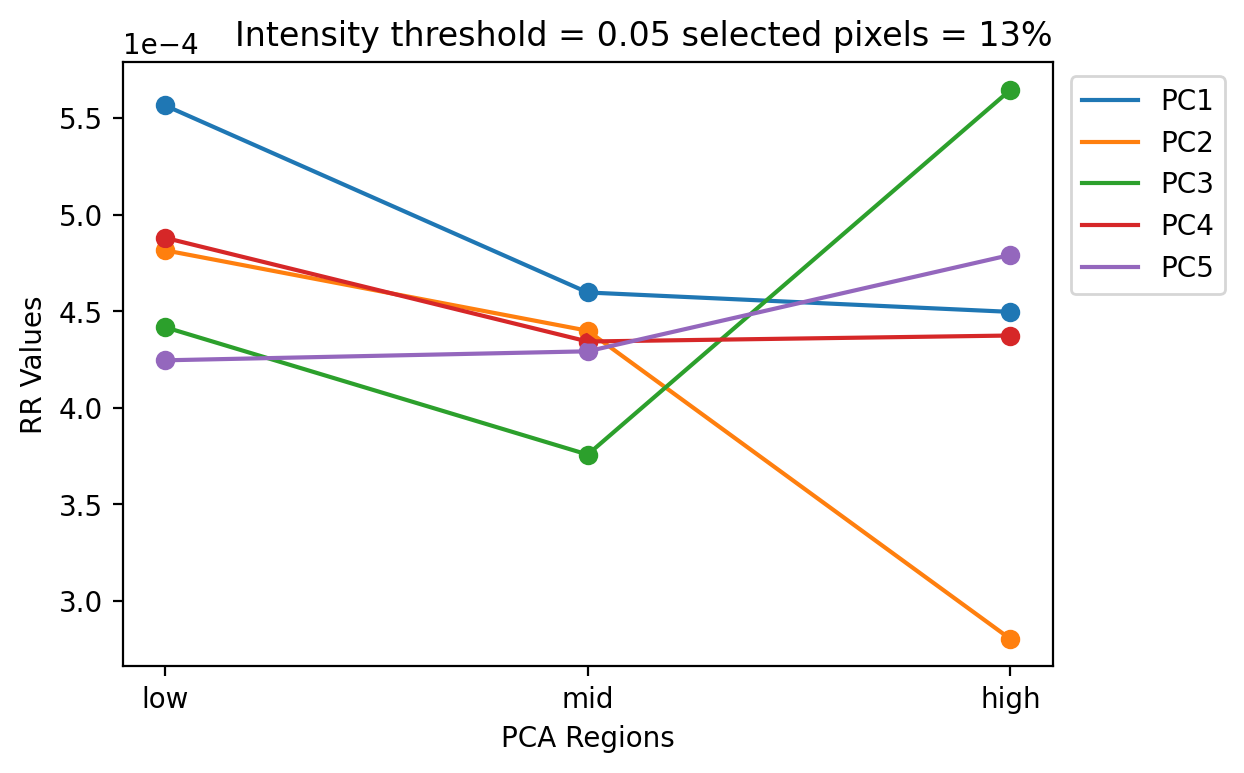 1e−4
Intensity threshold = 0.05 selected pixels = 13%
PC1
PC2
PC3
PC4
PC5
RR Values
5.5
5.0
4.5
4.0
3.5
3.0
low
mid
high
PCA Regions